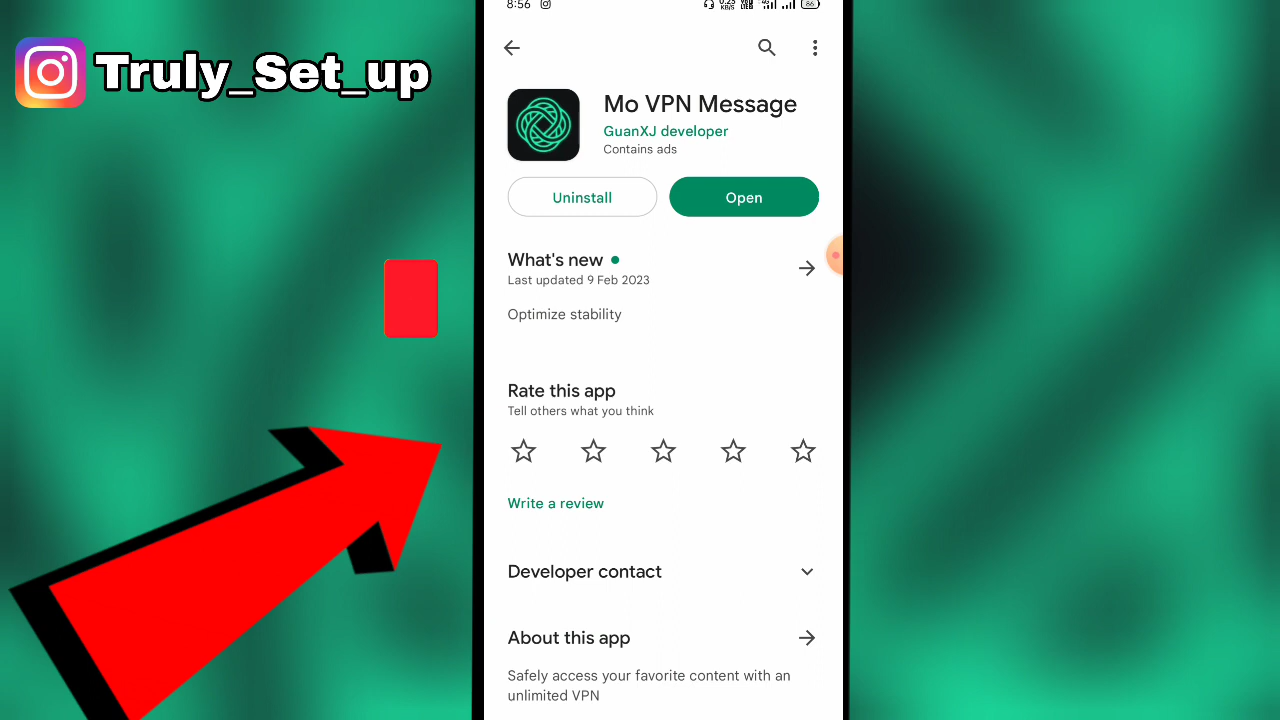 Truly_Set_up
8:56
86
Mo VPN Message
GuanXJ developer
Contains ads
Uninstall
Open
What's new
Last updated 9 Feb 2023
Optimize stability
Rate this app
Tell others what you think
Write a review
Developer contact
About this app
Safely access your favorite content with an
unlimited VPN